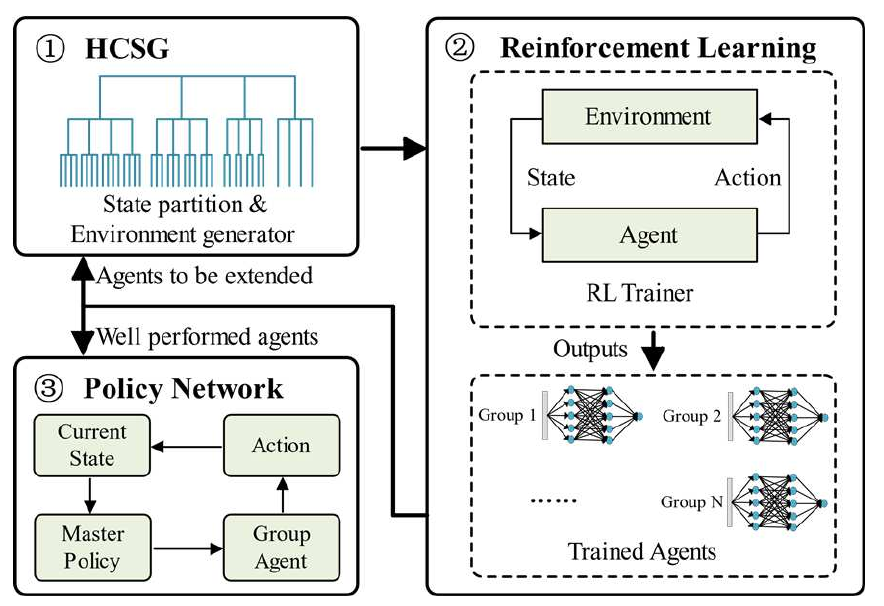 ① HCSG
State partition &
Environment generator
Agents to be extended
Well performed agents
③ Policy Network
Current
State
Action
Master
Policy
Group
Agent
② Reinforcement Learning
Environment
State
Action
Agent
RL Trainer
Outputs
Group 1
Group 2
......
Group N
Trained Agents